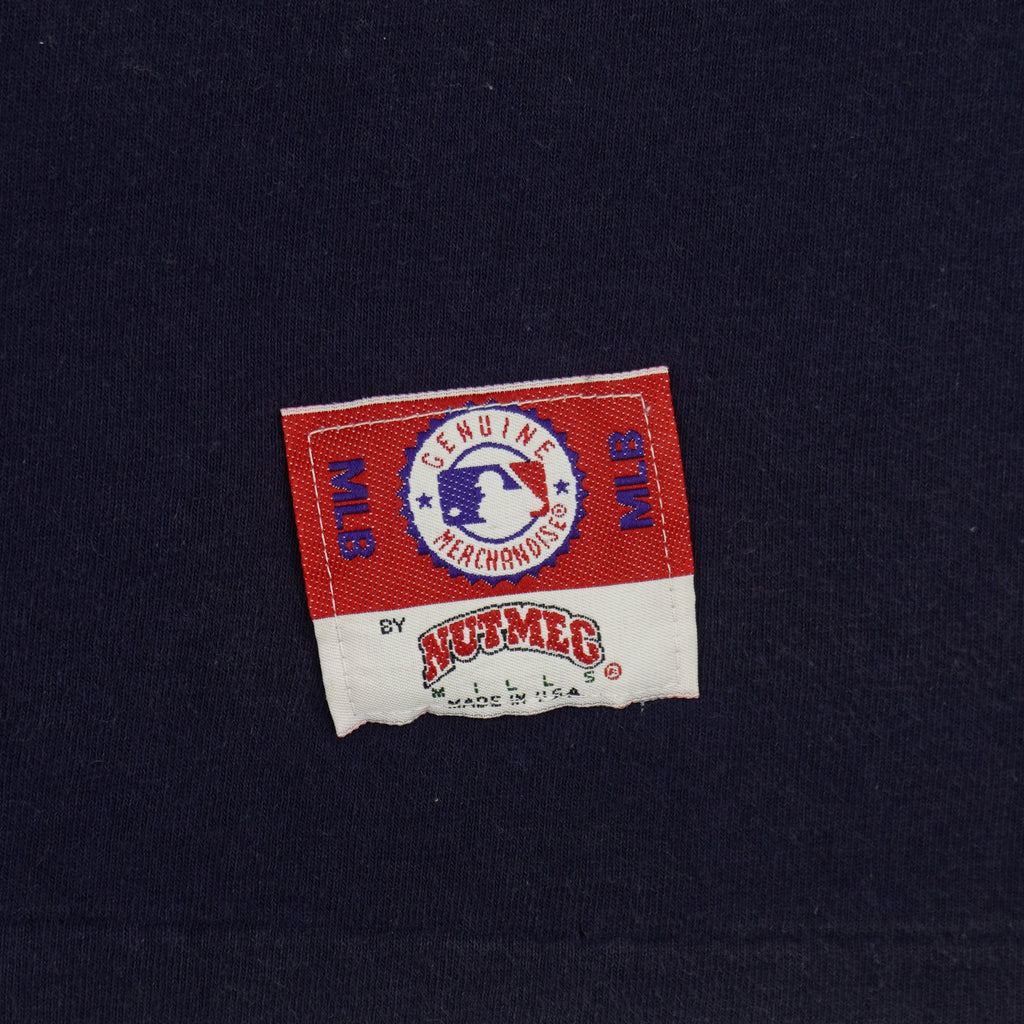 GENUINE
MLB
MLB
MERCHANDISE®
BY
NUTMEG
MILLS®
MADE IN USA